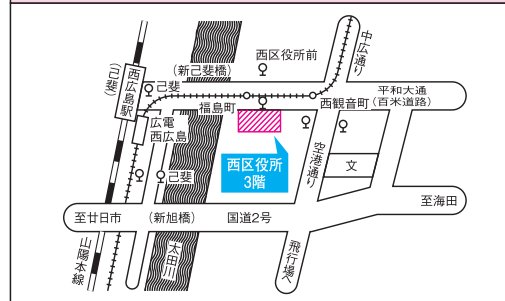 西区役所前
中広通り
(新己斐橋)
西広島駅
(己斐)
己斐
福島町
西観音町
平和大通
(百米道路)
広電
西広島
己斐
西区役所
3階
空港通り
文
至廿日市
(新旭橋)
国道2号
至海田
山陽本線
太田川
飛行場へ